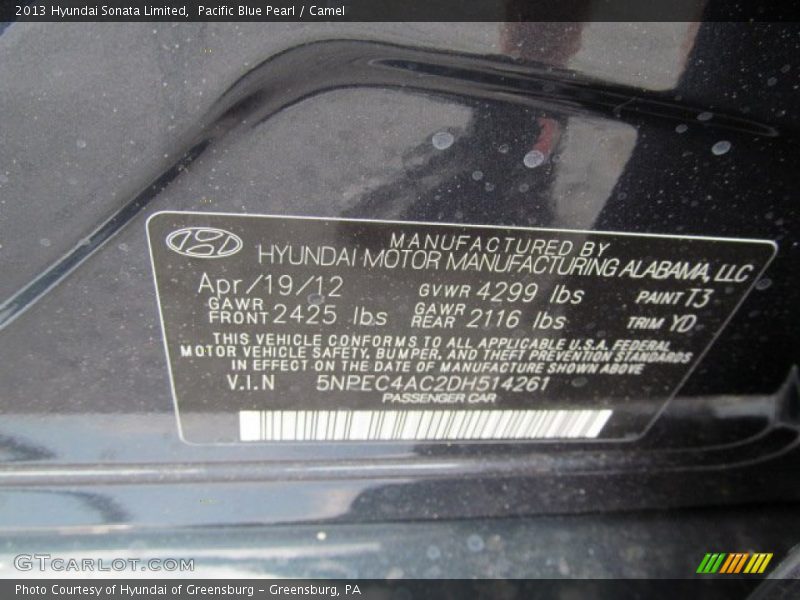 2013 Hyundai Sonata Limited, Pacific Blue Pearl / Camel
MANUFACTURED BY
HYUNDAI MOTOR MANUFACTURING ALABAMA, LLC
Apr/19/12 GVWR 4299 lbs PAINT T3
GAWR FRONT 2425 lbs GAWR REAR 2116 lbs TRIM YD
THIS VEHICLE CONFORMS TO ALL APPLICABLE U.S.A. FEDERAL
MOTOR VEHICLE SAFETY, BUMPER, AND THEFT PREVENTION STANDARDS
IN EFFECT ON THE DATE OF MANUFACTURE SHOWN ABOVE
V.I.N 5NPEC4AC2DH514261
PASSENGER CAR
GTCARLOT.COM
Photo Courtesy of Hyundai of Greensburg - Greensburg, PA